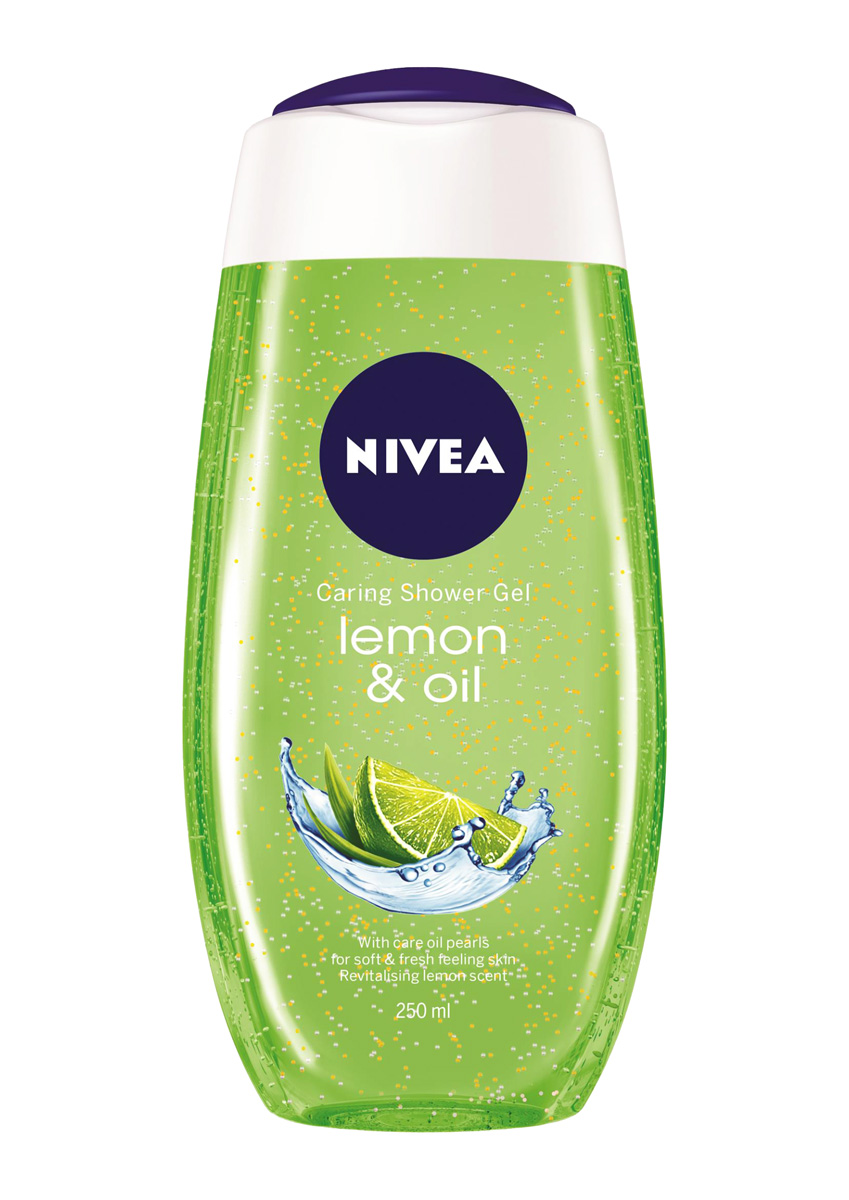 NIVEA
Caring Shower Gel
lemon
& oil
With care oil pearls
for soft & fresh feeling skin
Revitalising lemon scent
250 ml